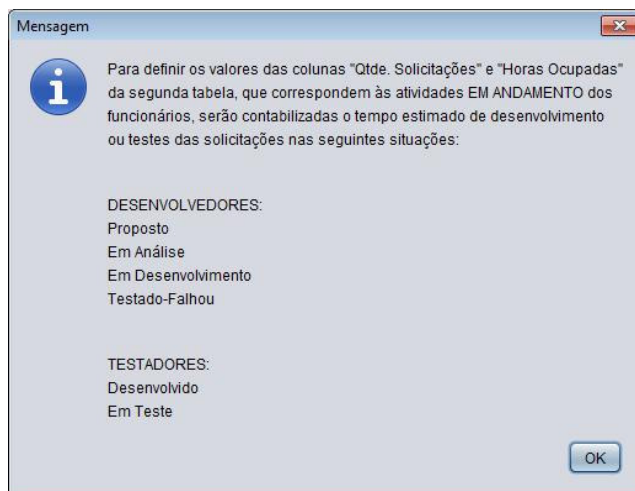 Mensagem
Para definir os valores das colunas "Qtde. Solicitações" e "Horas Ocupadas"
da segunda tabela, que correspondem às atividades EM ANDAMENTO dos
funcionários, serão contabilizadas o tempo estimado de desenvolvimento
ou testes das solicitações nas seguintes situações:
DESENVOLVEDORES:
Proposto
Em Análise
Em Desenvolvimento
Testado-Falhou
TESTADORES:
Desenvolvido
Em Teste
OK